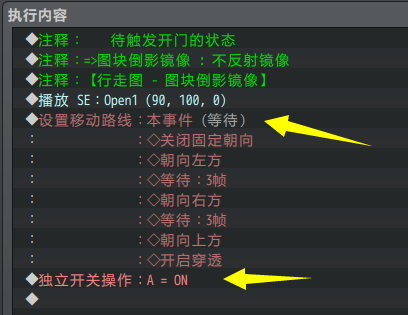 执行内容
◆注释：　　待触发开门的状态
◆注释：=>图块倒影镜像 : 不反射镜像
◆注释：【行走图 - 图块倒影镜像】
◆播放 SE：Open1 (90, 100, 0)
◆设置移动路线：本事件 (等待)
：　　　　　　：◇关闭固定朝向
：　　　　　　：◇朝向左方
：　　　　　　：◇等待：3帧
：　　　　　　：◇朝向右方
：　　　　　　：◇等待：3帧
：　　　　　　：◇朝向上方
：　　　　　　：◇开启穿透
◆独立开关操作：A = ON
◆